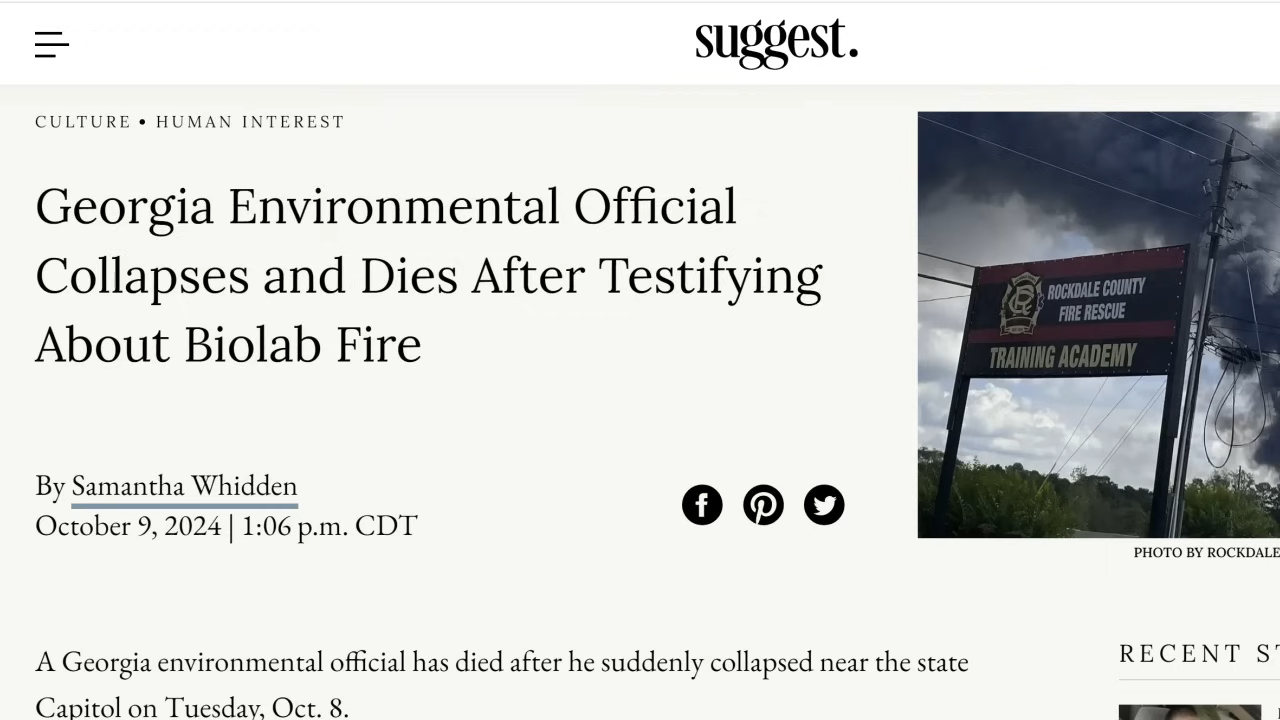 suggest.
CULTURE • HUMAN INTEREST
Georgia Environmental Official
Collapses and Dies After Testifying
About Biolab Fire
By Samantha Whidden
October 9, 2024 | 1:06 p.m. CDT
ROCKDALE COUNTY
FIRE RESCUE
TRAINING ACADEMY
PHOTO BY ROCKDALE
A Georgia environmental official has died after he suddenly collapsed near the state
Capitol on Tuesday, Oct. 8.
RECENT